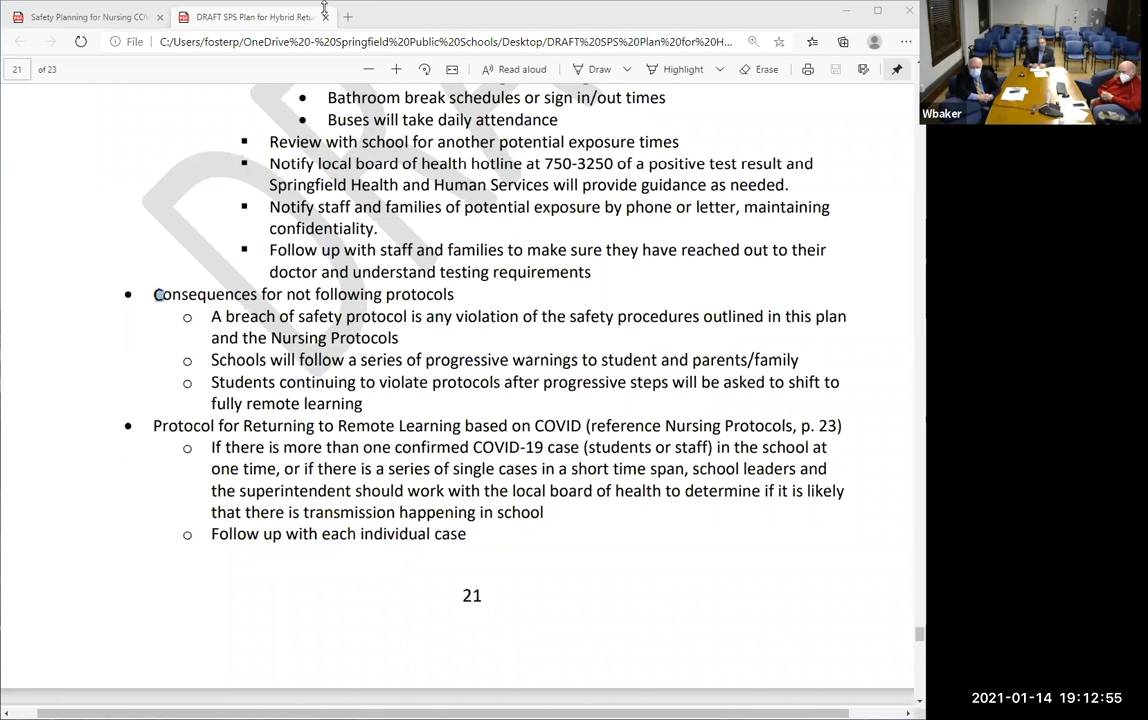 Safety Planning for Nursing COV
DRAFT SPS Plan for Hybrid Retu
File
C:/Users/fosterp/OneDrive%20-%20Springfield%20Public%20Schools/Desktop/DRAFT%20SPS%20Plan%20for%20H...
21 of 23
Read aloud
Draw
Highlight
Erase
Bathroom break schedules or sign in/out times
Buses will take daily attendance
Review with school for another potential exposure times
Notify local board of health hotline at 750-3250 of a positive test result and
Springfield Health and Human Services will provide guidance as needed.
Notify staff and families of potential exposure by phone or letter, maintaining
confidentiality.
Follow up with staff and families to make sure they have reached out to their
doctor and understand testing requirements
Consequences for not following protocols
A breach of safety protocol is any violation of the safety procedures outlined in this plan
and the Nursing Protocols
Schools will follow a series of progressive warnings to student and parents/family
Students continuing to violate protocols after progressive steps will be asked to shift to
fully remote learning
Protocol for Returning to Remote Learning based on COVID (reference Nursing Protocols, p. 23)
If there is more than one confirmed COVID-19 case (students or staff) in the school at
one time, or if there is a series of single cases in a short time span, school leaders and
the superintendent should work with the local board of health to determine if it is likely
that there is transmission happening in school
Follow up with each individual case
21
Wbaker
2021-01-14 19:12:55